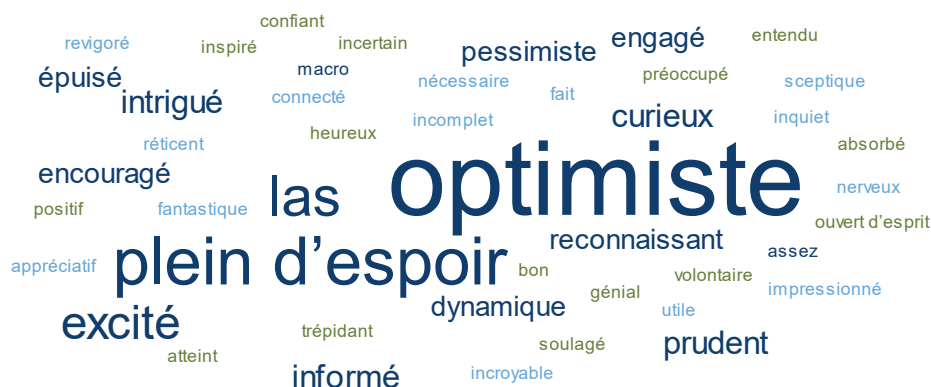 confiant
revigoré
inspiré
incertain
pessimiste
engagé
entendu
épuisé
macro
nécessaire
préoccupé
sceptique
intrigué
connecté
fait
curieux
inquiet
heureux
incomplet
réticent
absorbé
encouragé
las
optimiste
nerveux
positif
fantastique
ouvert d’esprit
appréciatif
plein d’espoir
reconnaissant
assez
bon
volontaire
impressionné
excité
dynamique
génial
utile
trépidant
soulagé
prudent
atteint
informé
incroyable